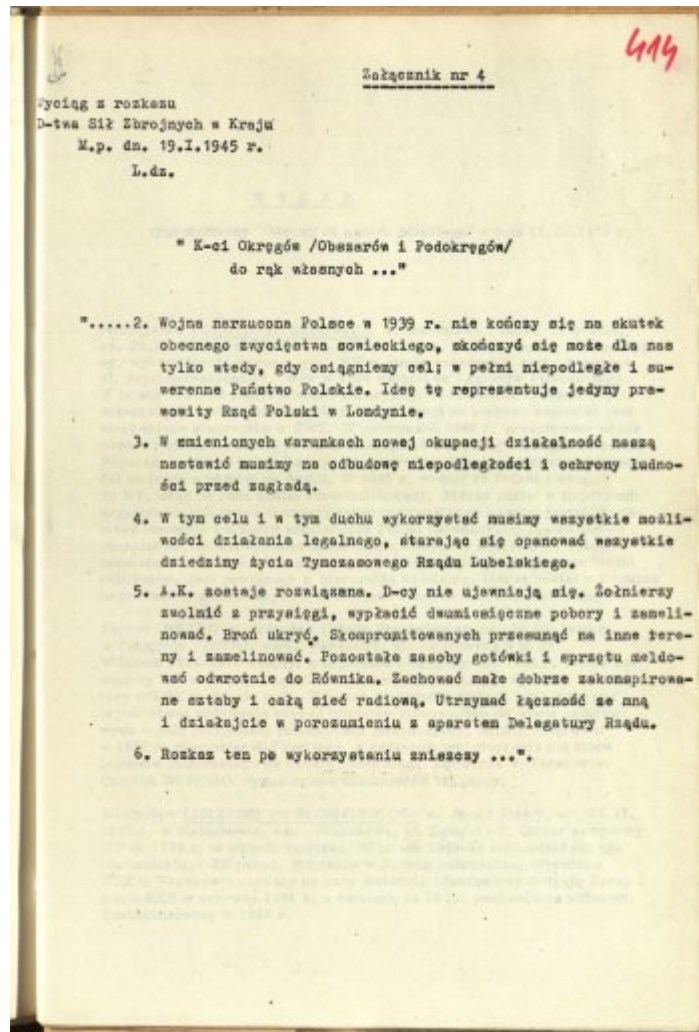 414
Załącznik nr 4
yciąg z rozkazu
D-twa Sił Zbrojnych w Kraju
M.p. dn. 19.I.1945 r.
L.dz.
" K-ci Okręgów /Obszarów i Podokręgów/
do rąk własnych ..."
".....2. Wojna narzucona Polsce w 1939 r. nie kończy się na skutek
obecnego zwycięstwa sowieckiego, skończyć się może dla nas
tylko wtedy, gdy osiągniemy cel; w pełni niepodległe i su-
werenne Państwo Polskie. Ideę tę reprezentuje jedyny pra-
wowity Rząd Polski w Londynie.
3. W zmienionych warunkach nowej okupacji działalność naszą
nastawić musimy na odbudowę niepodległości i ochrony ludno-
ści przed zagładą.
4. W tym celu i w tym duchu wykorzystać musimy wszystkie możli-
wości działania legalnego, starając się opanować wszystkie
dziedziny życia Tymczasowego Rządu Lubelskiego.
5. A.K. zostaje rozwiązana. D-cy nie ujawniają się. Żołnierzy
zwolnić z przysięgi, wypłacić dwumiesięczne pobory i zameli-
nować. Broń ukryć. Skompromitowanych przesunąć na inne tere-
ny i zamelinować. Pozostałe zasoby gotówki i sprzętu meldo-
wać odwrotnie do Równika. Zachować małe dobrze zakonspirowa-
ne sztaby i całą sieć radiową. Utrzymać łączność ze mną
i działajcie w porozumieniu z aparatem Delegatury Rządu.
6. Rozkaz ten po wykorzystaniu zniszczy ...".